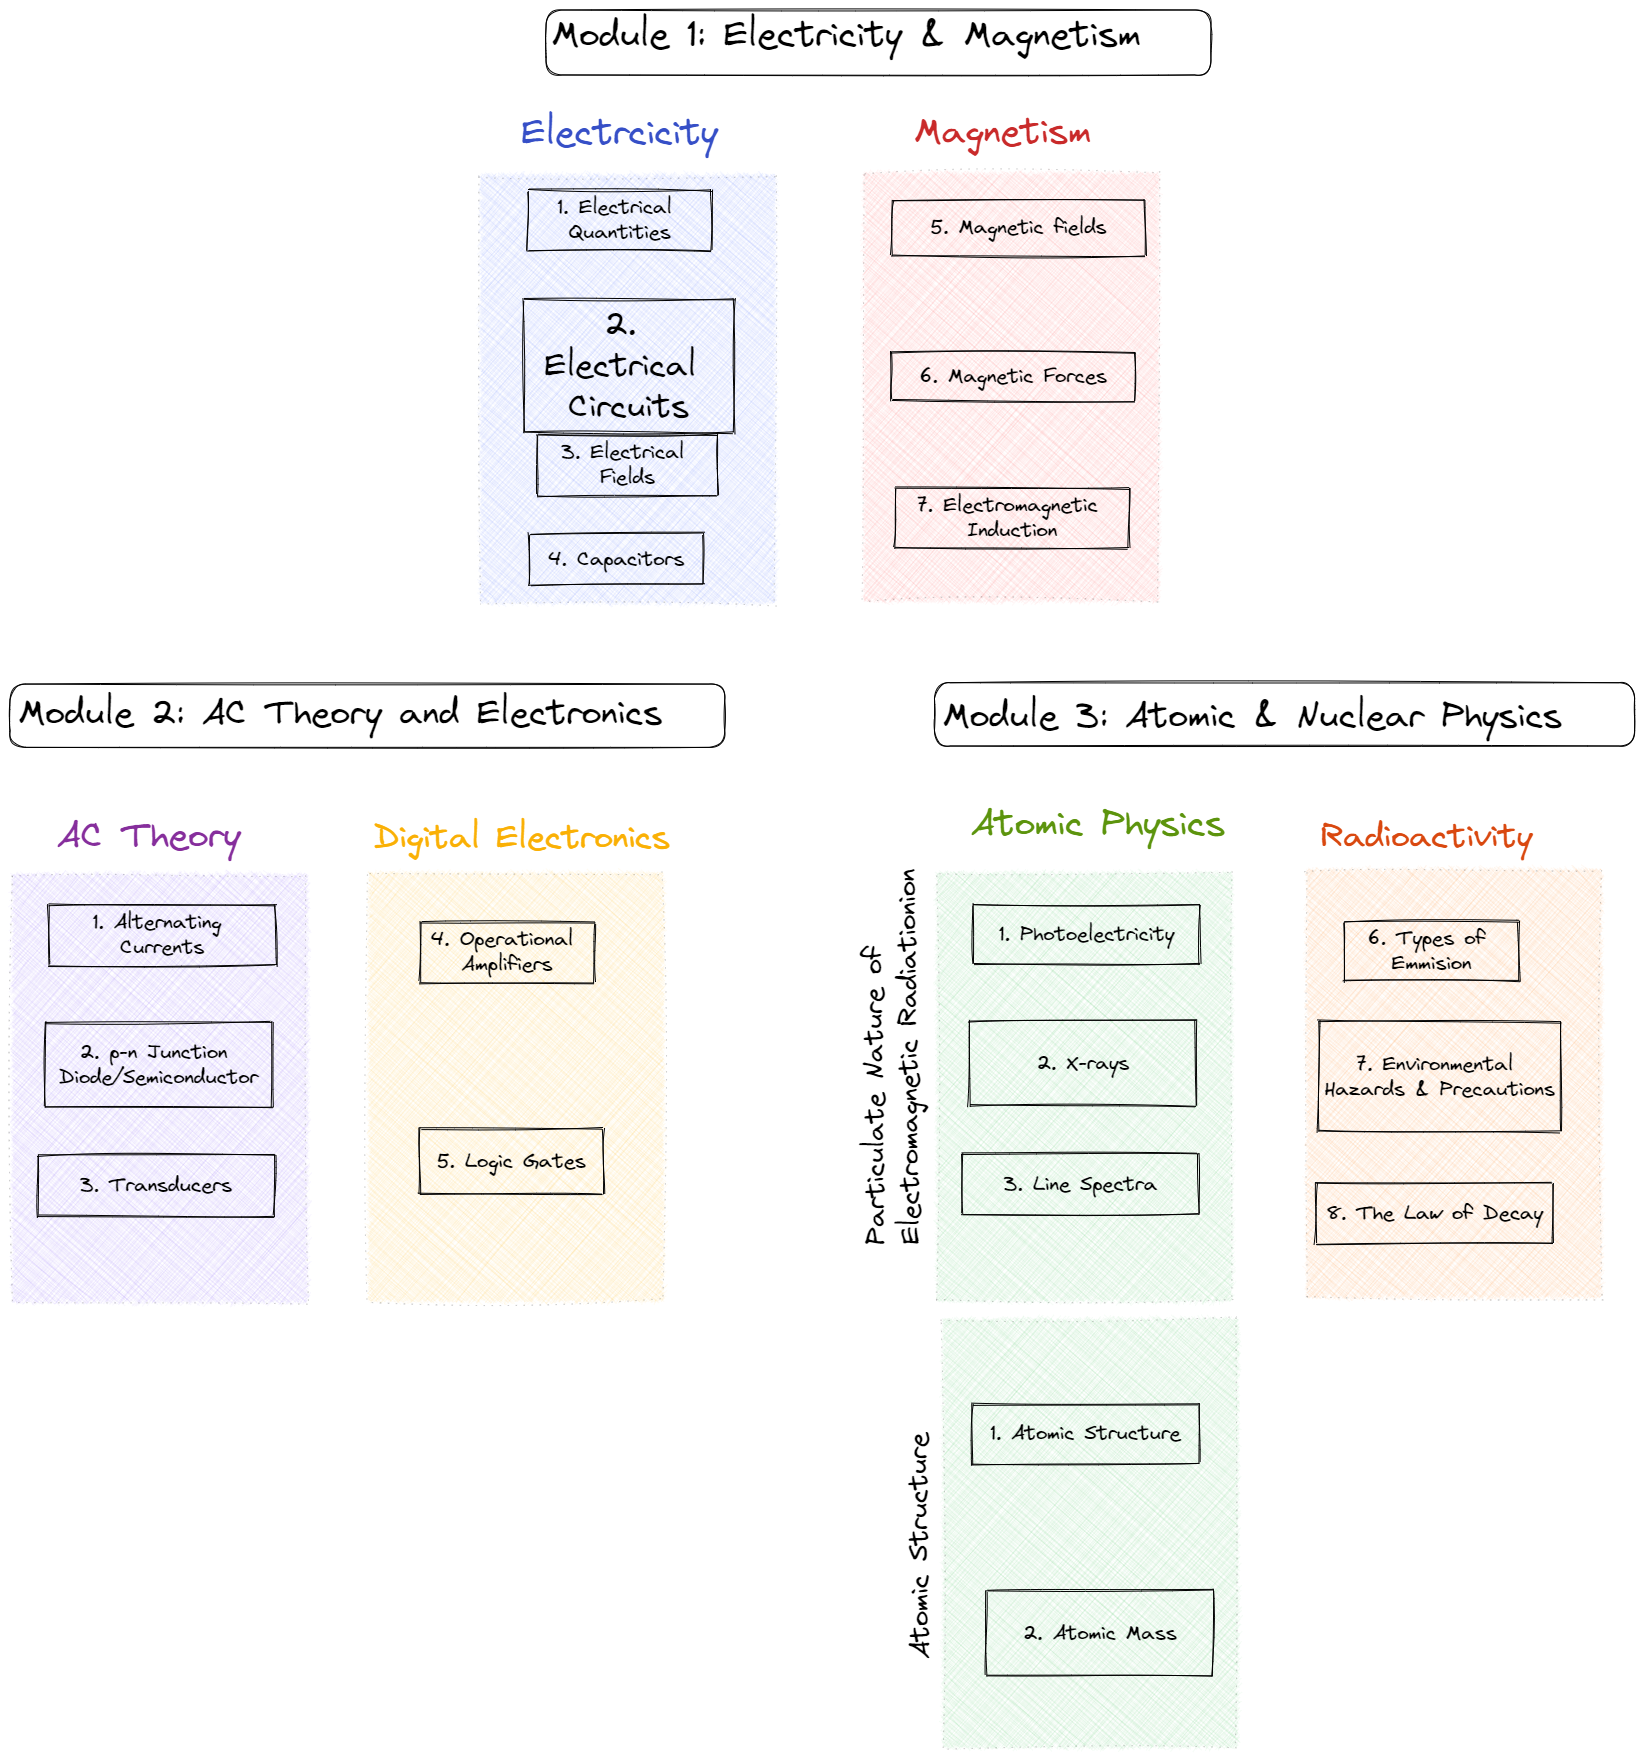 Module 1: Electricity & Magnetism
Electrcicity
1. Electrical
Quantities
2.
Electrical
Circuits
3. Electrical
Fields
4. Capacitors
Magnetism
5. Magnetic fields
6. Magnetic Forces
7. Electromagnetic
Induction
Module 2: AC Theory and Electronics
AC Theory
1. Alternating
Currents
2. p-n Junction
Diode/Semiconductor
3. Transducers
Digital Electronics
4. Operational
Amplifiers
5. Logic Gates
Module 3: Atomic & Nuclear Physics
Atomic Physics
Particulate Nature of
Electromagnetic Radiationion
1. Photoelectricity
2. X-rays
3. Line Spectra
Atomic Structure
1. Atomic Structure
2. Atomic Mass
Radioactivity
6. Types of
Emmision
7. Environmental
Hazards & Precautions
8. The Law of Decay